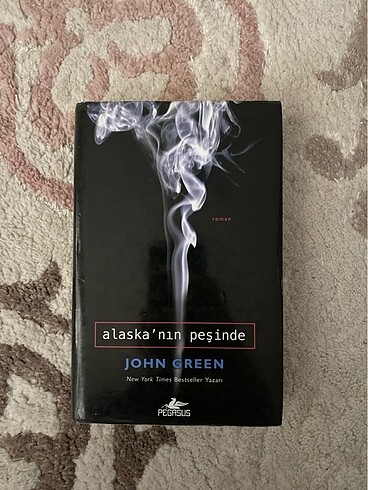 roman
alaska'nın peşinde
JOHN GREEN
New York Times Bestseller Yazarı
PEGASUS